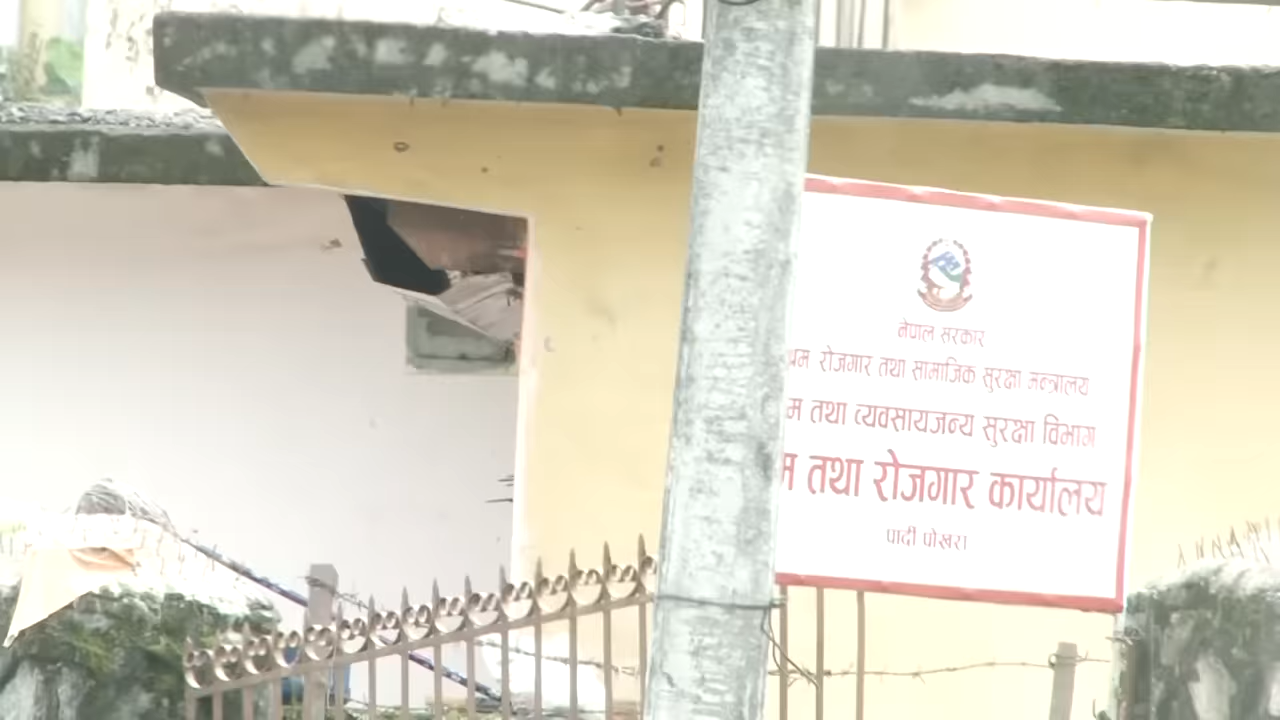 नेपाल सरकार
रोजगार तथा सामाजिक सुरक्षा मन्त्रालय
तथा व्यवसायजन्य सुरक्षा विभाग
तथा रोजगार कार्यालय
पार्दी पोखरा